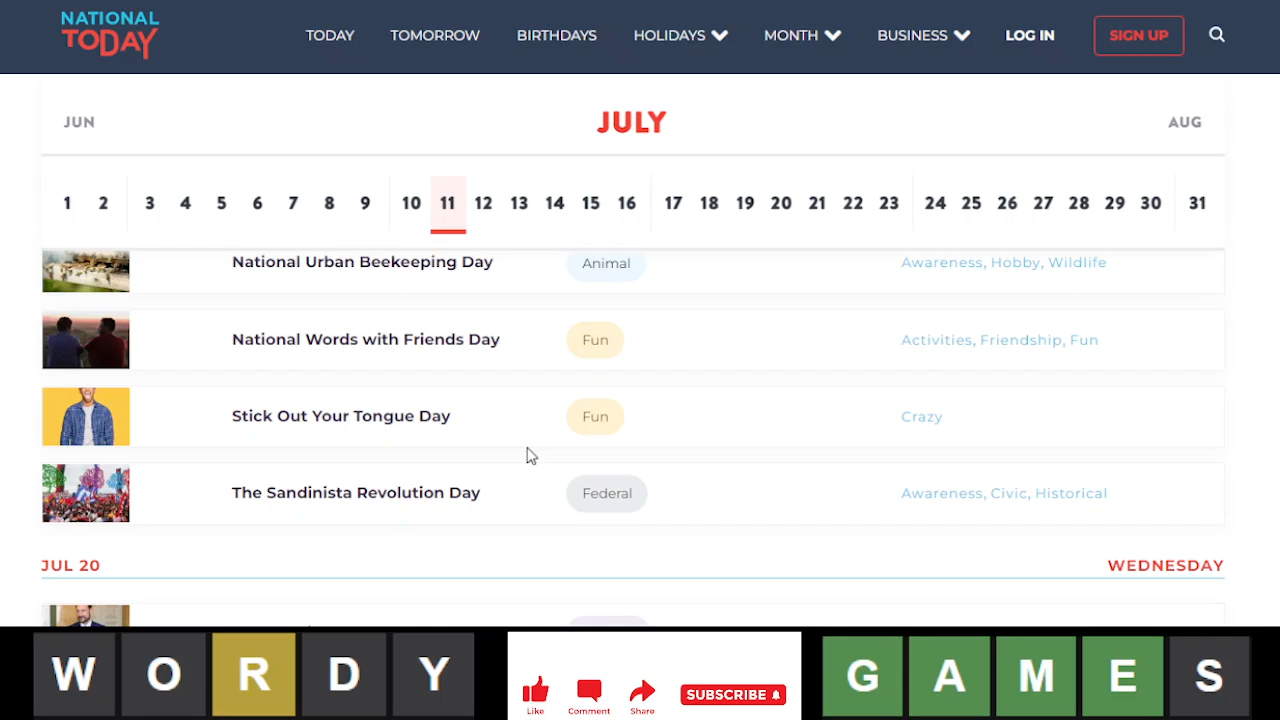 NATIONAL
TODAY
TODAY TOMORROW BIRTHDAYS HOLIDAYS MONTH BUSINESS LOG IN SIGN UP
JUN JULY AUG
1 2 3 4 5 6 7 8 9 10 11 12 13 14 15 16 17 18 19 20 21 22 23 24 25 26 27 28 29 30 31
National Urban Beekeeping Day Animal Awareness, Hobby, Wildlife
National Words with Friends Day Fun Activities, Friendship, Fun
Stick Out Your Tongue Day Fun Crazy
The Sandinista Revolution Day Federal Awareness, Civic, Historical
JUL 20 WEDNESDAY
WORDY GAMES
Like Comment Share SUBSCRIBE